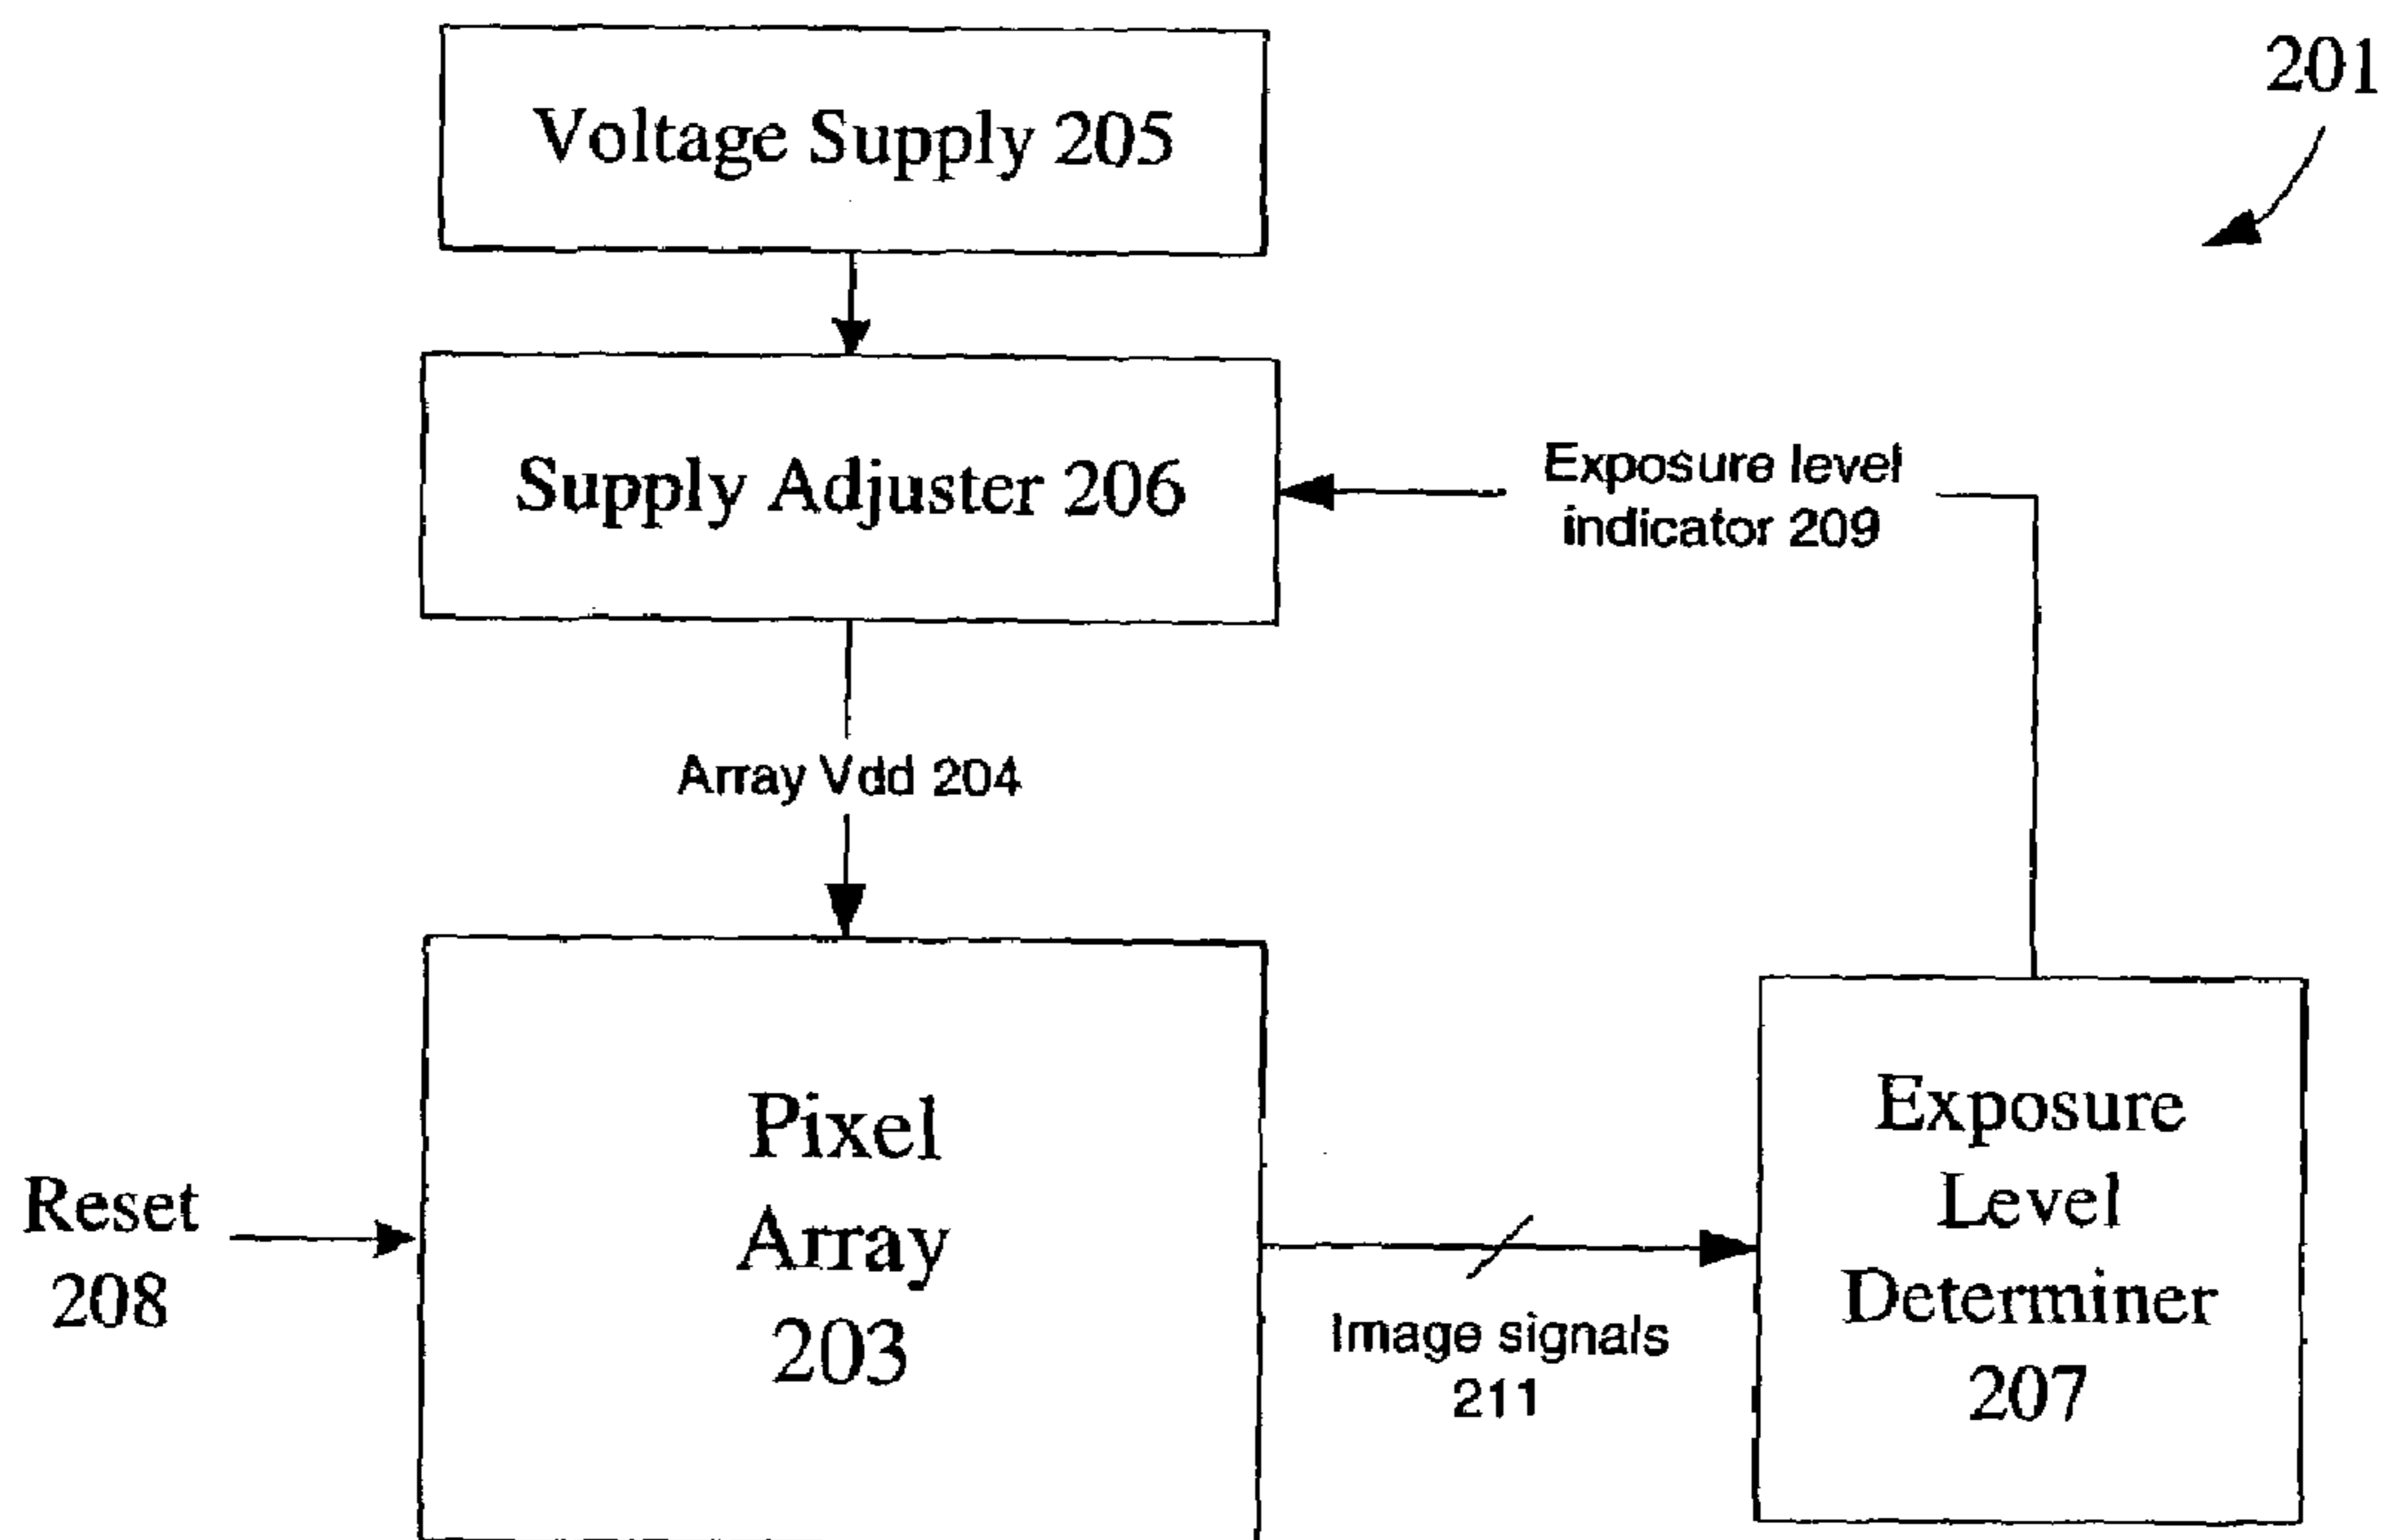 201
Voltage Supply 205
Supply Adjuster 206
Exposure level
indicator 209
Array Vdd 204
Pixel
Array
203
Reset
208
Image signals
211
Exposure
Level
Determiner
207